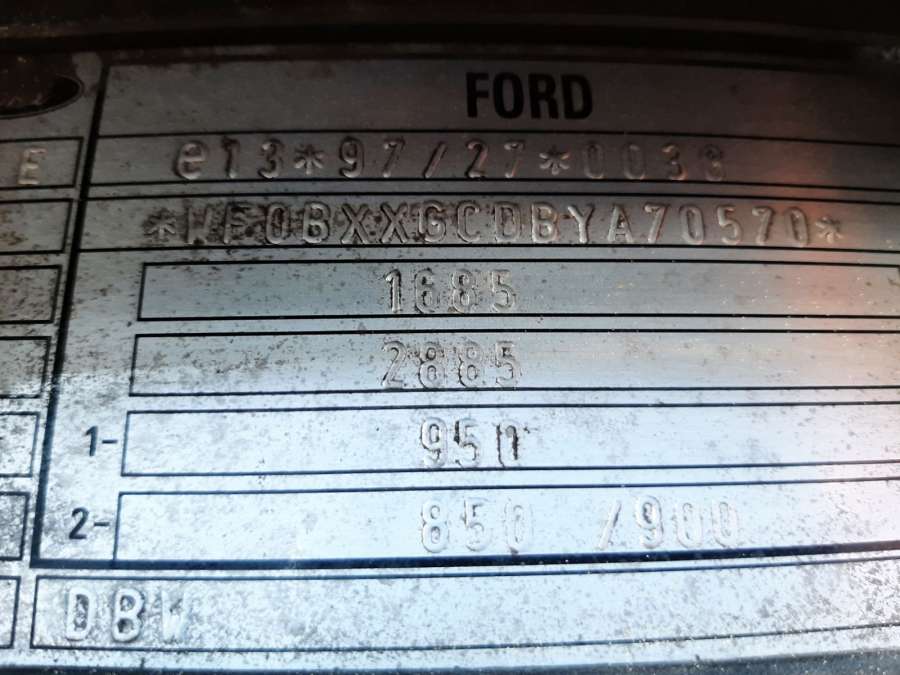 FORD
E e13*97/27*0038
*WF0BXXGCDBYA70570*
1685
2885
1- 950
2- 850 /900
DBW